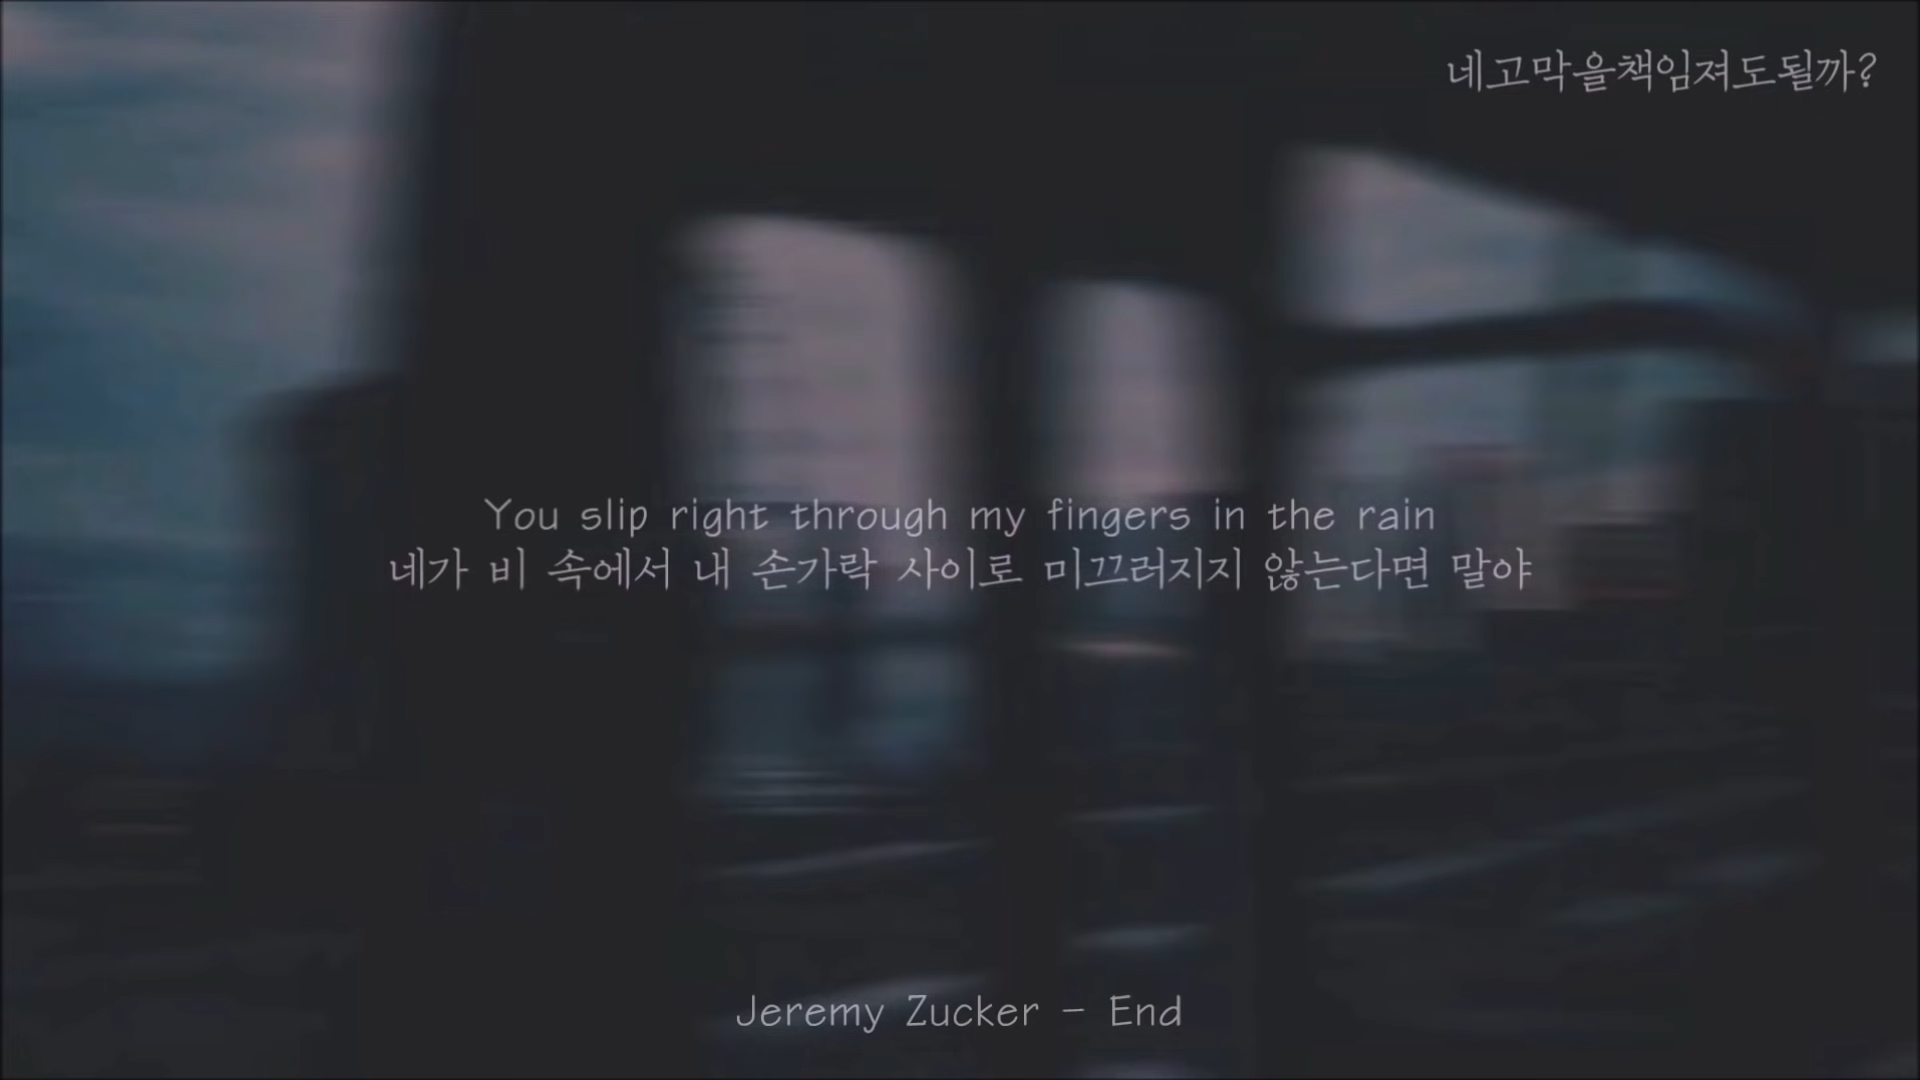 네고막을책임져도될까?
You slip right through my fingers in the rain
네가 비 속에서 내 손가락 사이로 미끄러지지 않는다면 말야
Jeremy Zucker - End